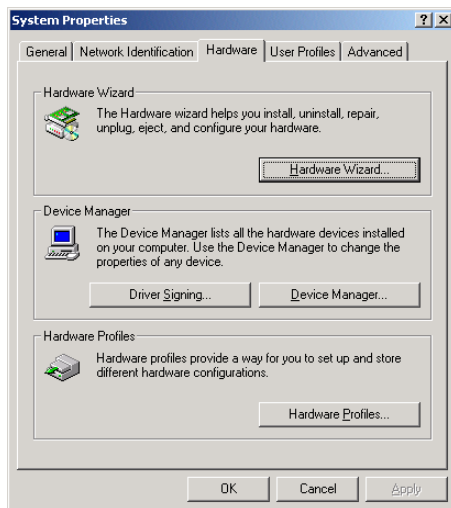 System Properties
General Network Identification Hardware User Profiles Advanced
Hardware Wizard
The Hardware wizard helps you install, uninstall, repair,
unplug, eject, and configure your hardware.
Hardware Wizard...
Device Manager
The Device Manager lists all the hardware devices installed
on your computer. Use the Device Manager to change the
properties of any device.
Driver Signing... Device Manager...
Hardware Profiles
Hardware profiles provide a way for you to set up and store
different hardware configurations.
Hardware Profiles...
OK Cancel Apply